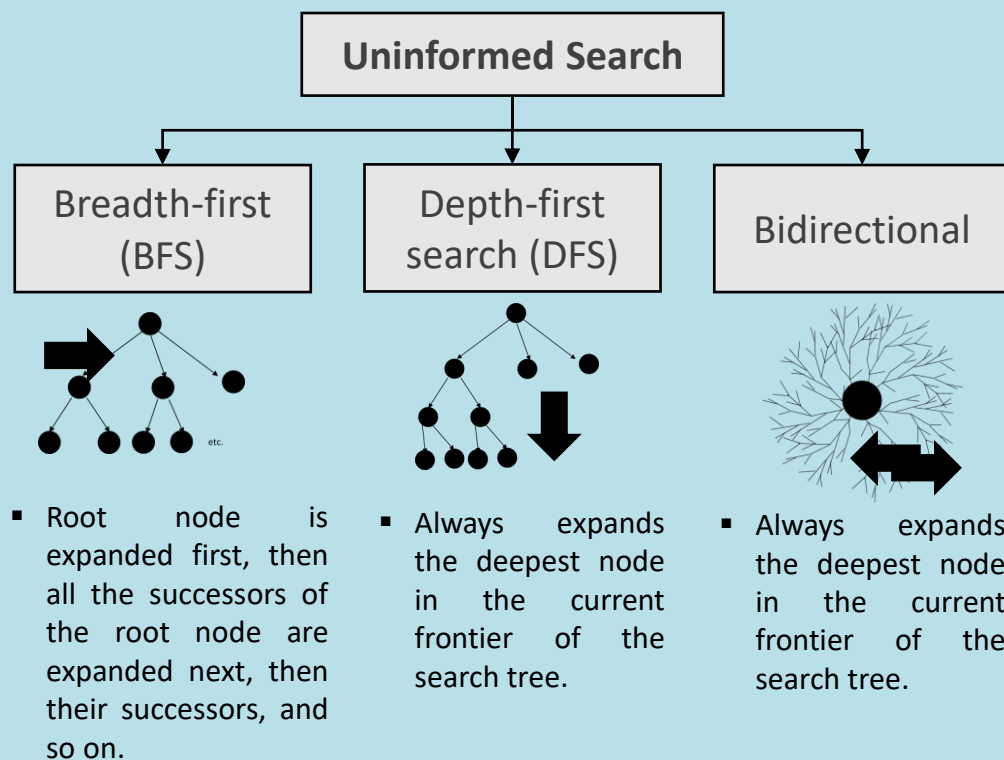 Uninformed Search
Breadth-first
(BFS)
Depth-first
search (DFS)
Bidirectional
etc.
▪ Root node is
expanded first, then
all the successors of
the root node are
expanded next, then
their successors, and
so on.
▪ Always expands
the deepest node
in the current
frontier of the
search tree.
▪ Always expands
the deepest node
in the current
frontier of the
search tree.